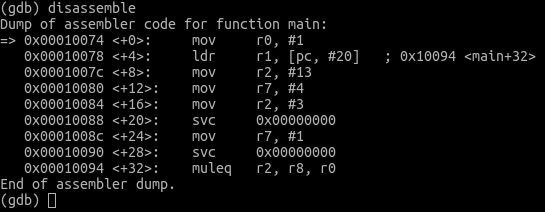 (gdb) disassemble
Dump of assembler code for function main:
=> 0x00010074 <+0>:     mov     r0, #1
   0x00010078 <+4>:     ldr     r1, [pc, #20]   ; 0x10094 <main+32>
   0x0001007c <+8>:     mov     r2, #13
   0x00010080 <+12>:    mov     r7, #4
   0x00010084 <+16>:    mov     r2, #3
   0x00010088 <+20>:    svc     0x00000000
   0x0001008c <+24>:    mov     r7, #1
   0x00010090 <+28>:    svc     0x00000000
   0x00010094 <+32>:    muleq   r2, r8, r0
End of assembler dump.
(gdb)